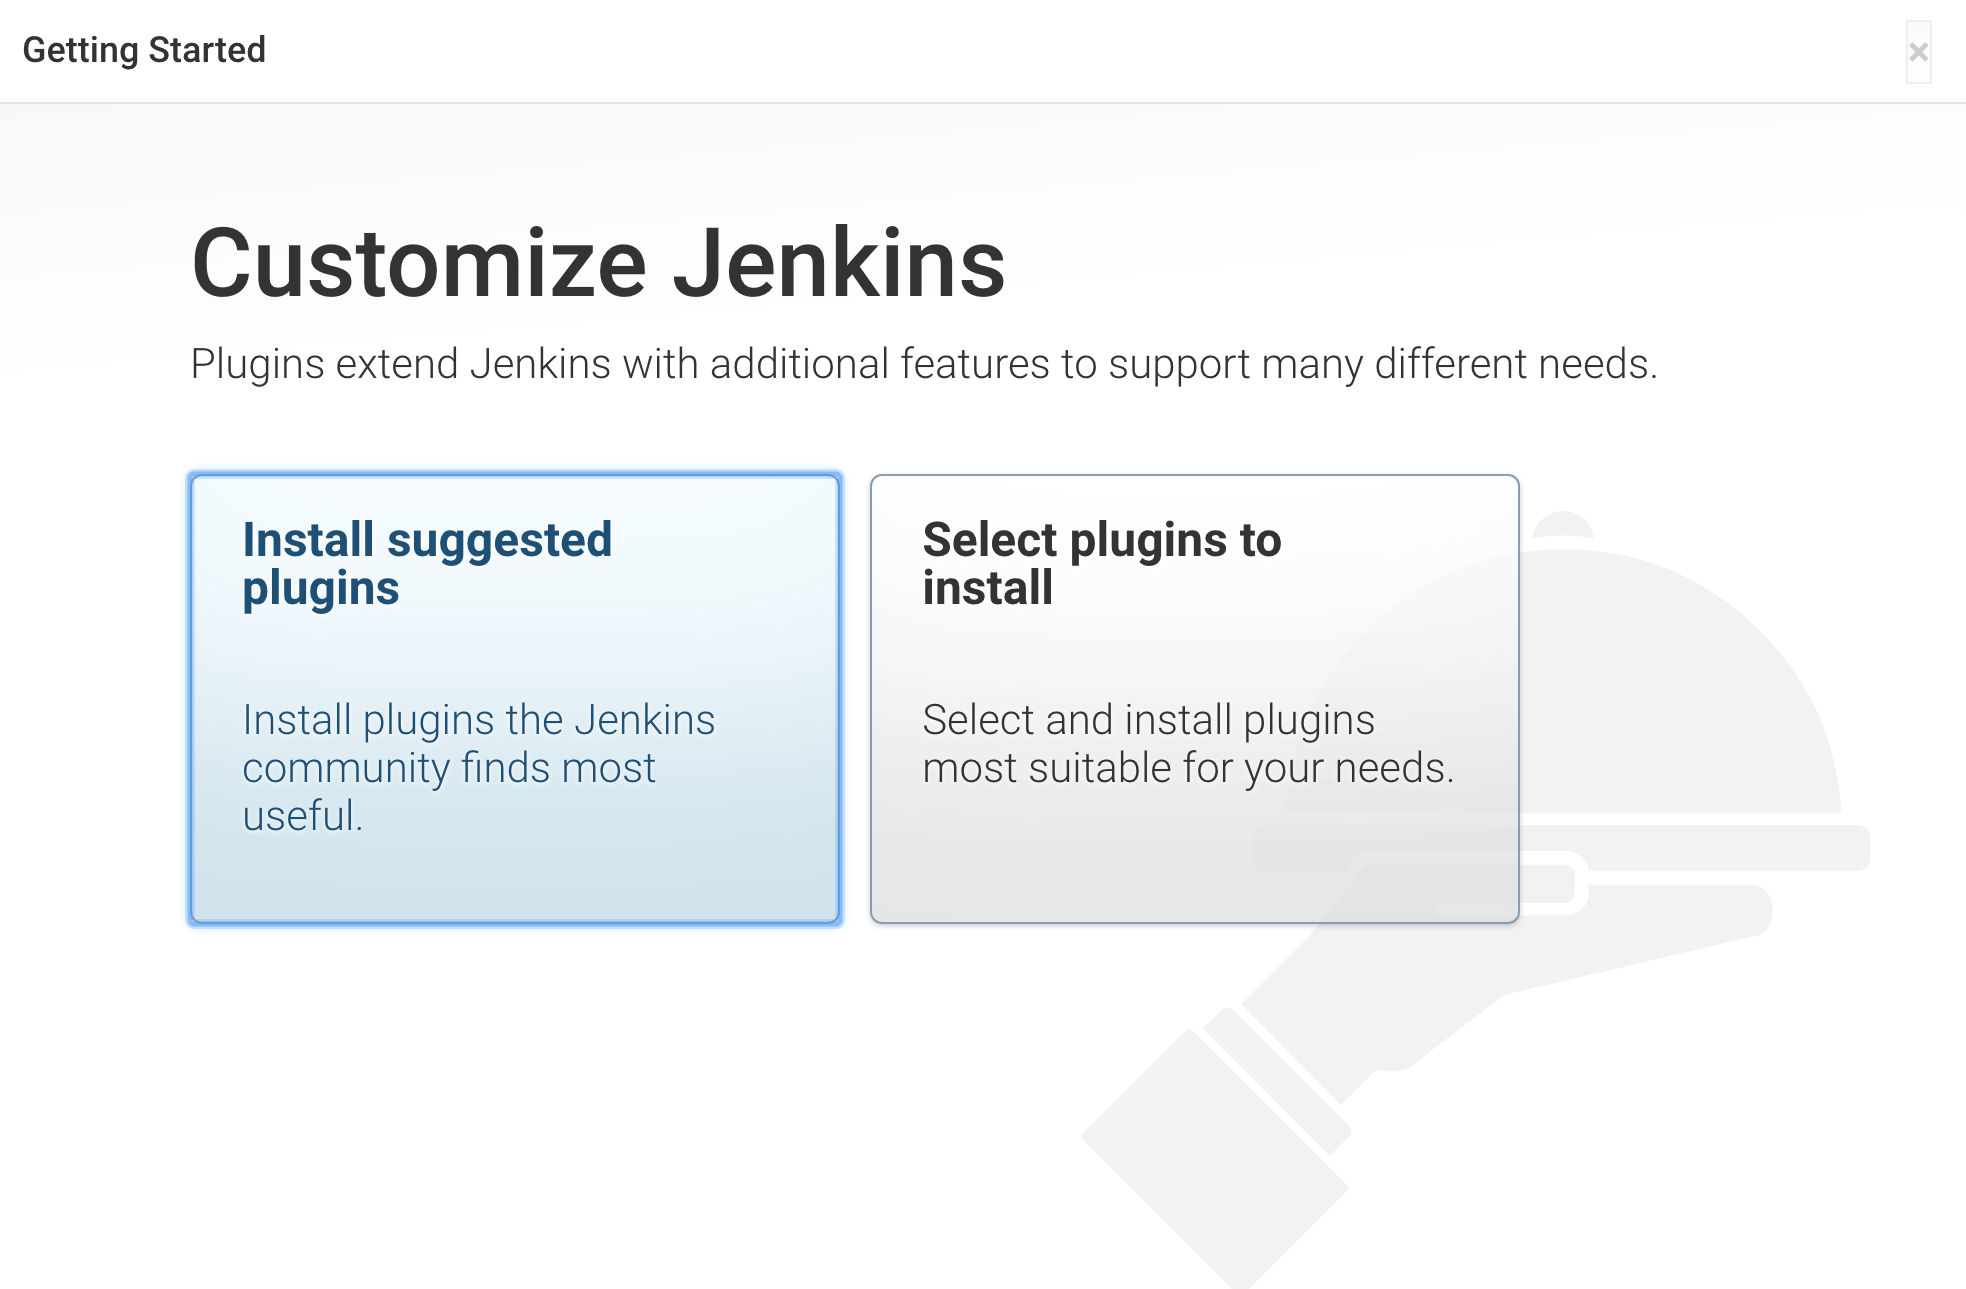 Getting Started
×
Customize Jenkins
Plugins extend Jenkins with additional features to support many different needs.
Install suggested
plugins
Install plugins the Jenkins
community finds most
useful.
Select plugins to
install
Select and install plugins
most suitable for your needs.